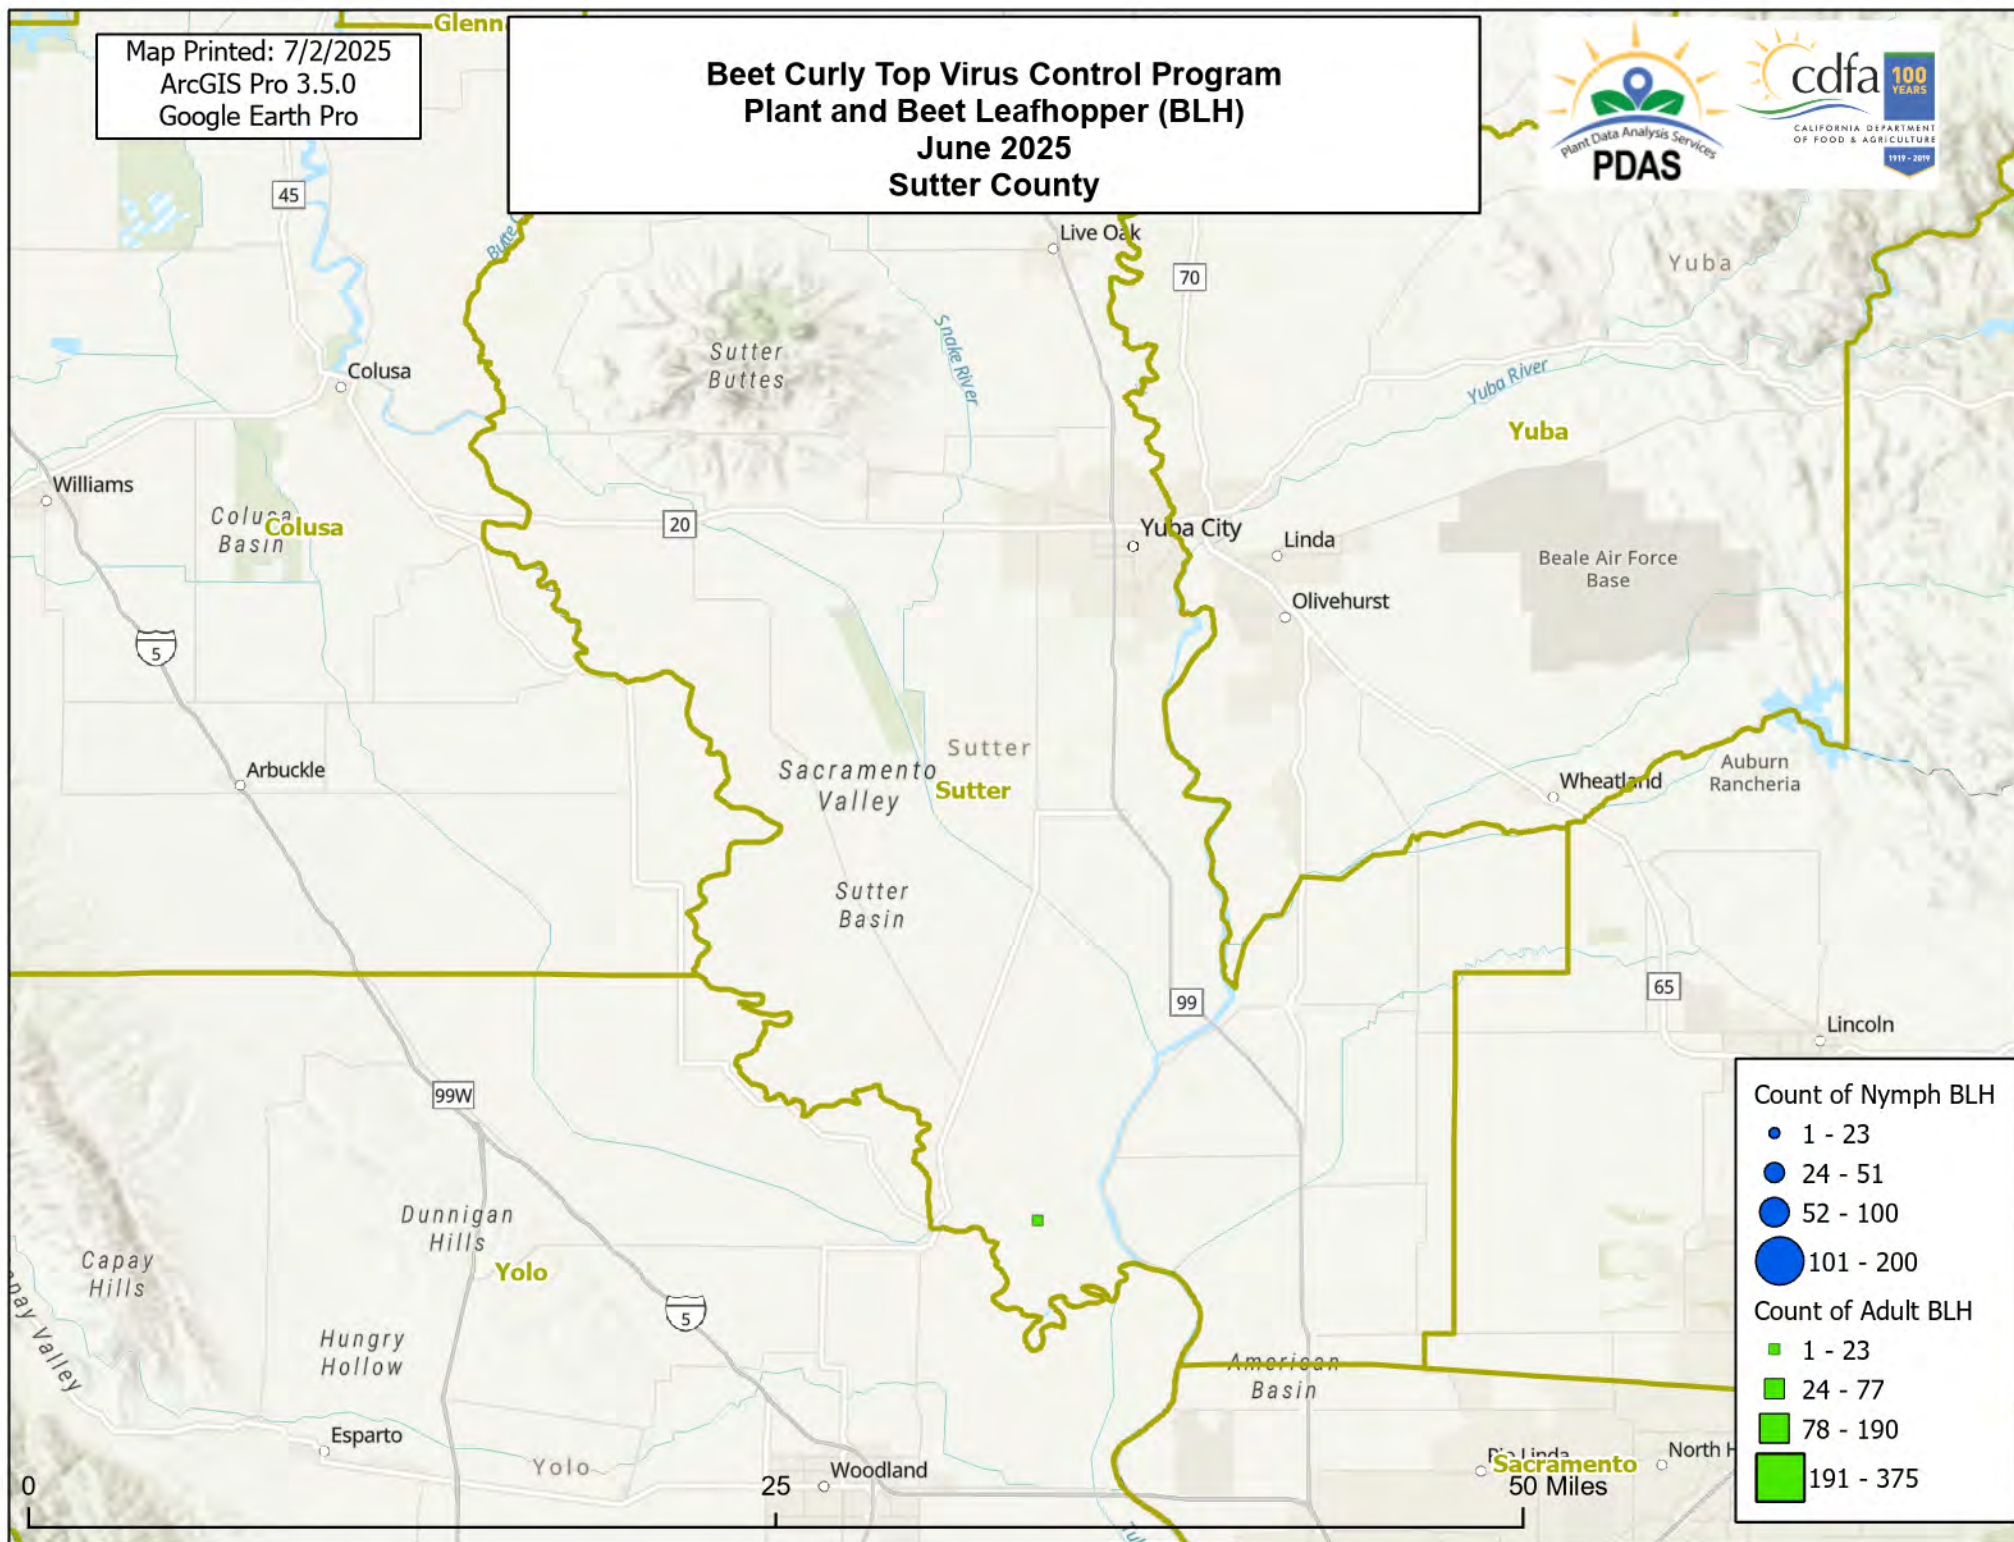 Glenn
Map Printed: 7/2/2025
ArcGIS Pro 3.5.0
Google Earth Pro
Beet Curly Top Virus Control Program
Plant and Beet Leafhopper (BLH)
June 2025
Sutter County
Plant Data Analysis Services
PDAS
cdfa
100
YEARS
CALIFORNIA DEPARTMENT
OF FOOD & AGRICULTURE
1919 - 2019
45
Butte
Live Oak
70
Yuba
Snake River
Sutter
Buttes
Colusa
Yuba River
Yuba
Williams
Colusa
Basin
Colusa
20
Yuba City
Linda
Beale Air Force
Base
Olivehurst
5
Sutter
Sacramento
Valley
Sutter
Arbuckle
Wheatland
Auburn
Rancheria
Sutter
Basin
99
65
Lincoln
99W
Dunnigan
Hills
Yolo
Capay
Hills
Capay Valley
5
Hungry
Hollow
American
Basin
Esparto
Yolo
Woodland
Rio Linda
Sacramento
North H
0
25
50 Miles
Count of Nymph BLH
1 - 23
24 - 51
52 - 100
101 - 200
Count of Adult BLH
1 - 23
24 - 77
78 - 190
191 - 375